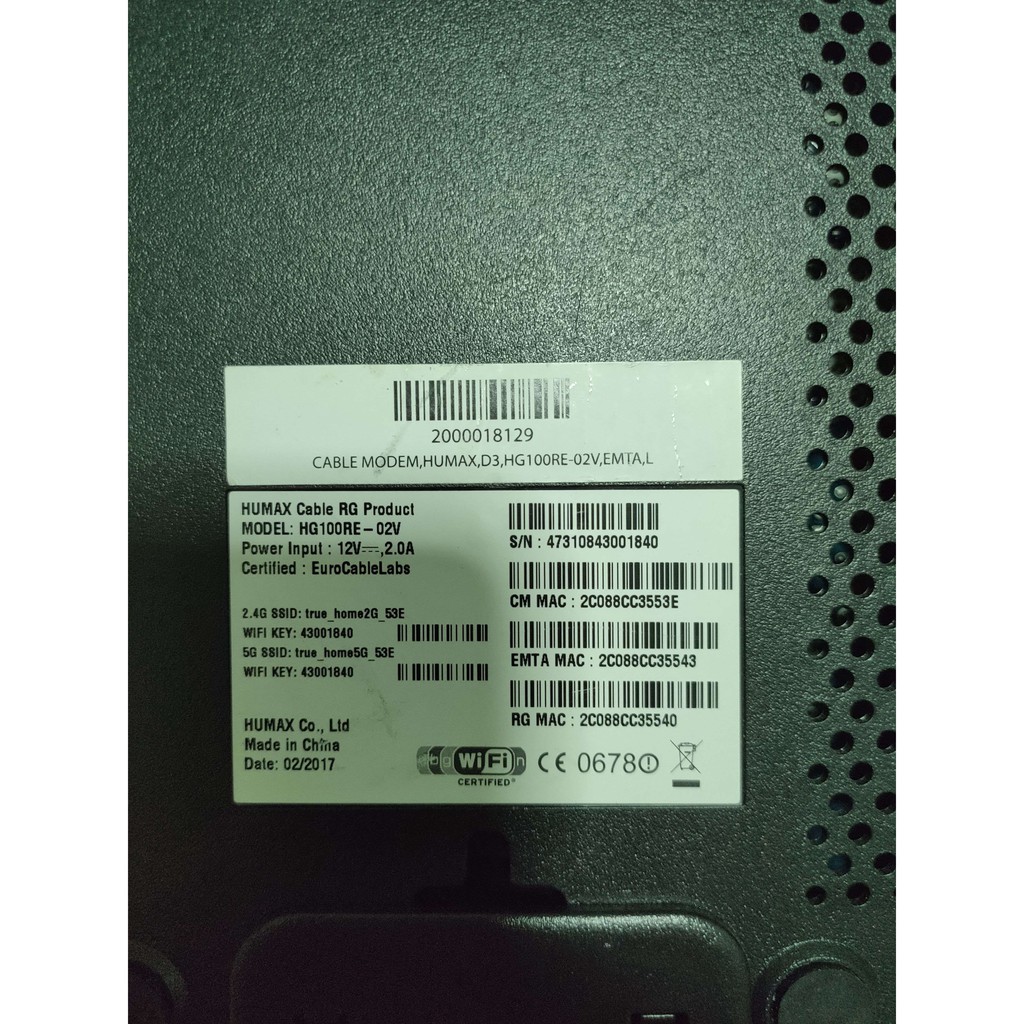 2000018129
CABLE MODEM,HUMAX,D3,HG100RE-02V,EMTA,L
HUMAX Cable RG Product
MODEL: HG100RE-02V
Power Input : 12V⎓,2.0A
Certified : EuroCableLabs
2.4G SSID: true_home2G_53E
WIFI KEY: 43001840
5G SSID: true_home5G_53E
WIFI KEY: 43001840
HUMAX Co., Ltd
Made in China
Date: 02/2017
S/N : 47310843001840
CM MAC : 2C088CC3553E
EMTA MAC : 2C088CC35543
RG MAC : 2C088CC35540
abg WiFi n
CERTIFIED®
CE 0678